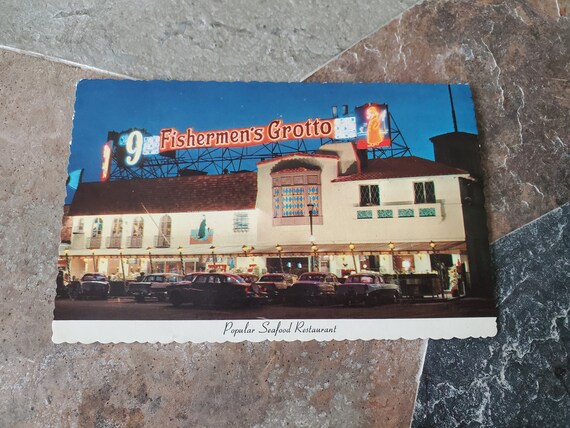 9 Fishermen's Grotto
Popular Seafood Restaurant